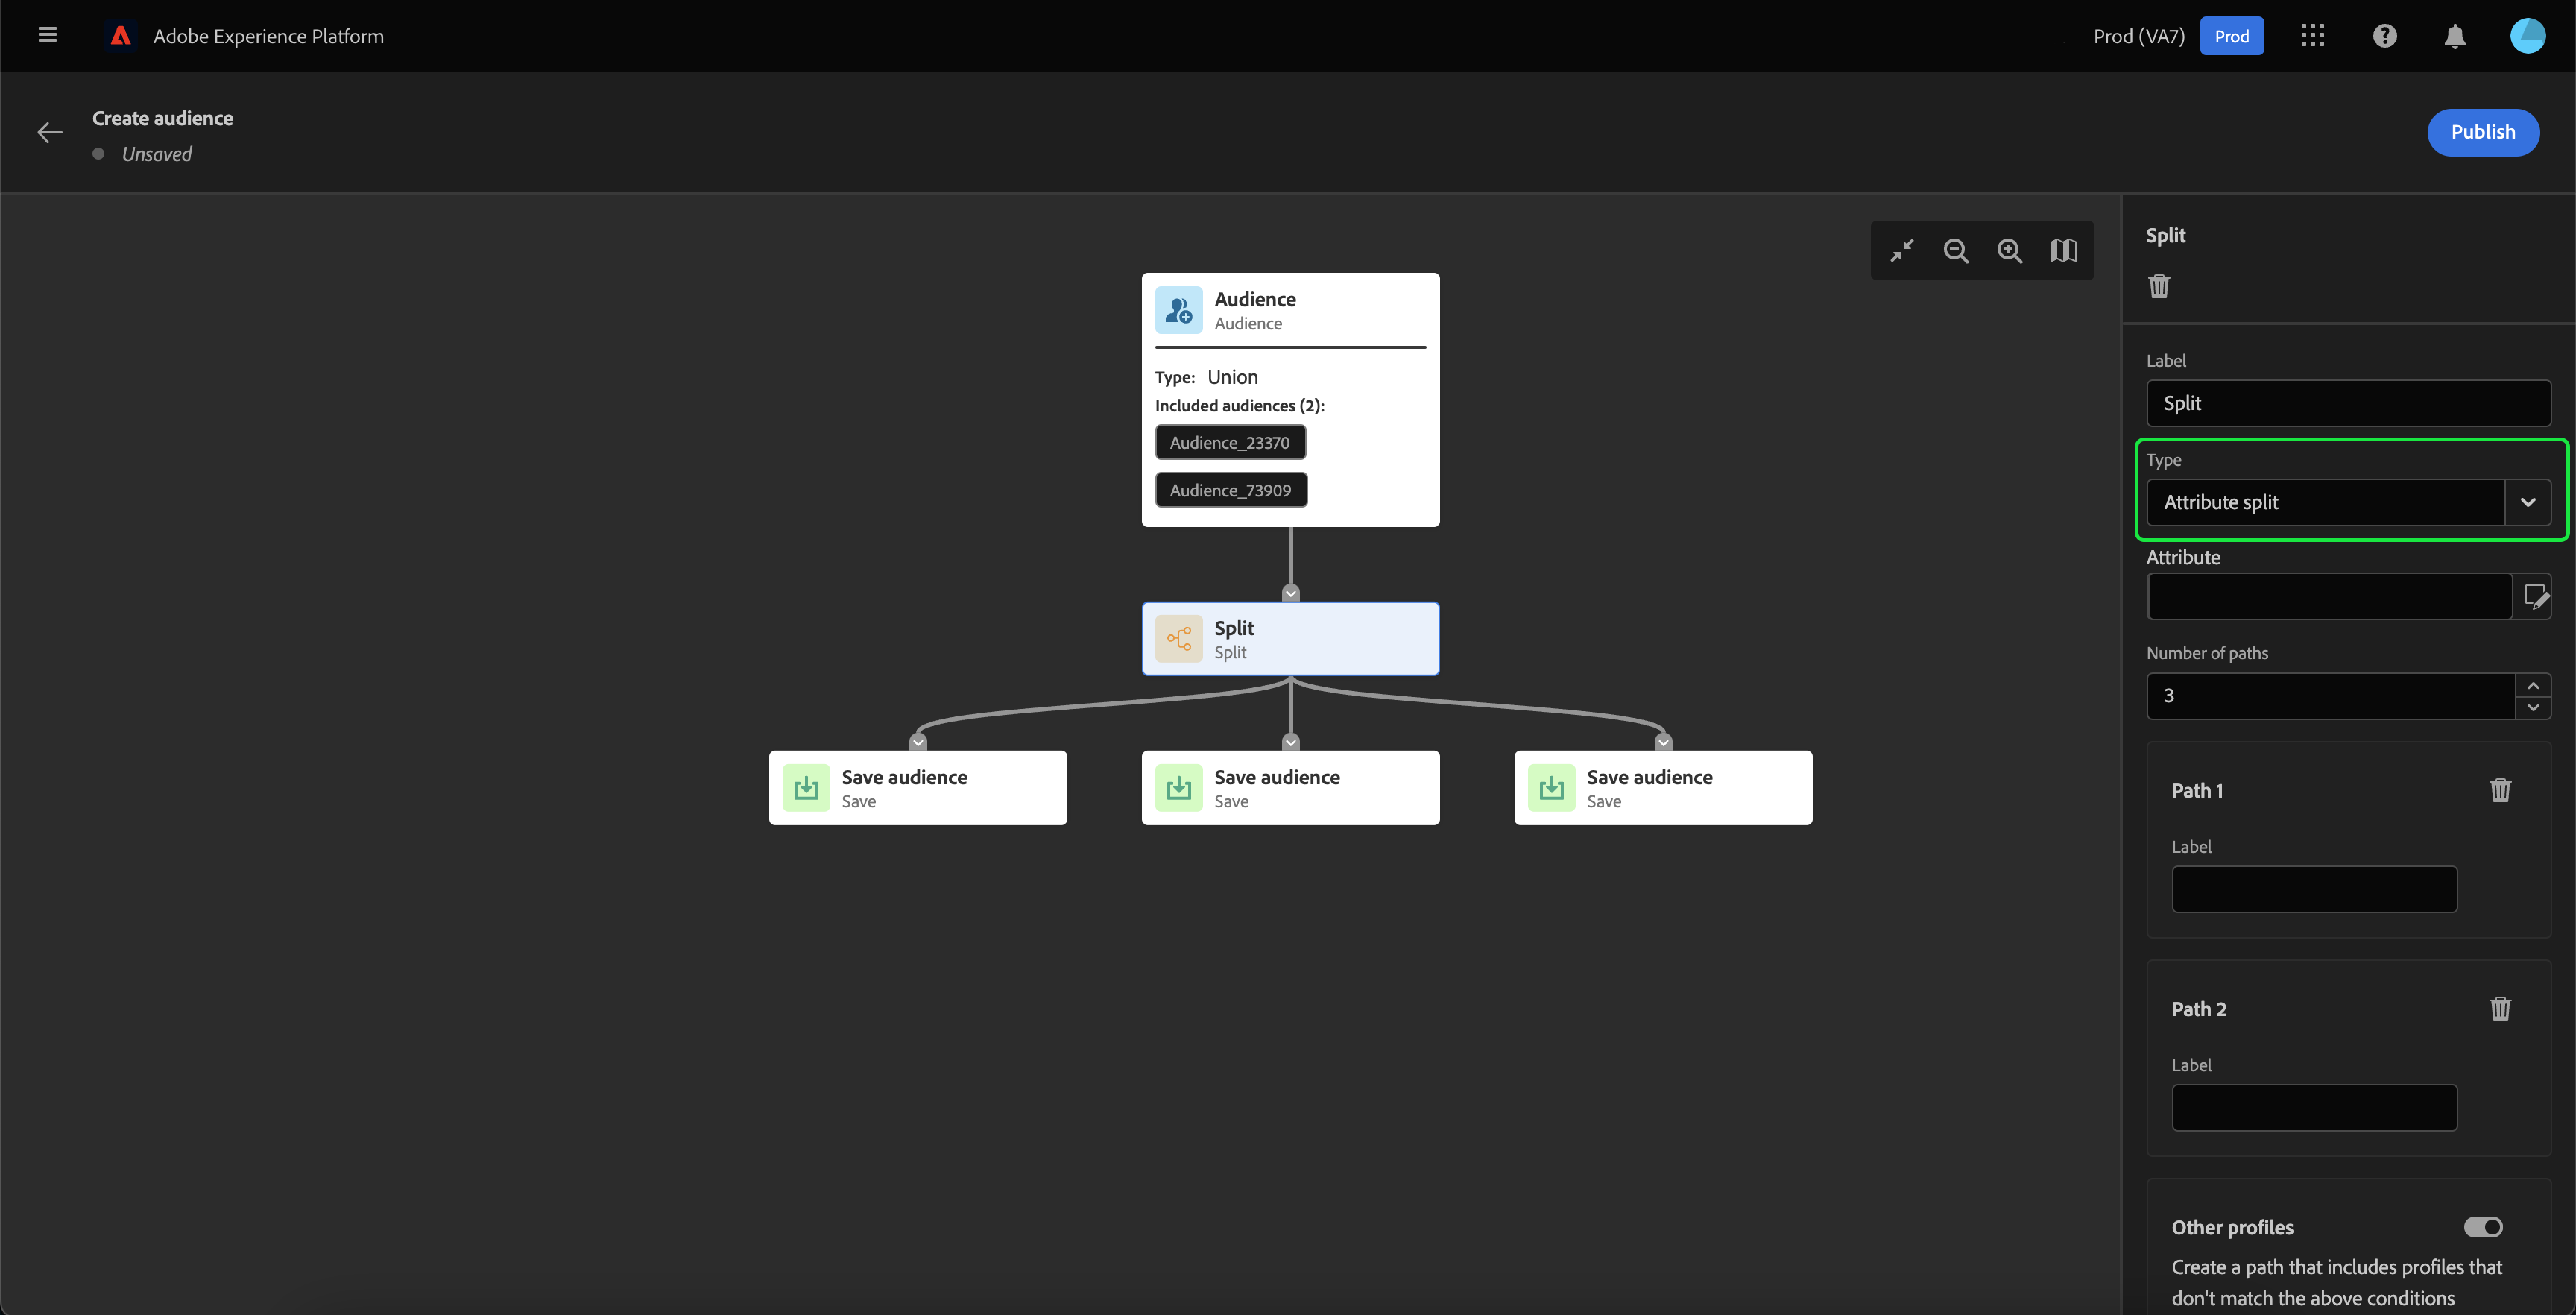 Adobe Experience Platform
Prod (VA7)
Prod
Create audience
Unsaved
Publish
Audience
Audience
Type: Union
Included audiences (2):
Audience_23370
Audience_73909
Split
Split
Save audience
Save
Save audience
Save
Save audience
Save
Split
Label
Split
Type
Attribute split
Attribute
Number of paths
3
Path 1
Label
Path 2
Label
Other profiles
Create a path that includes profiles that
don't match the above conditions